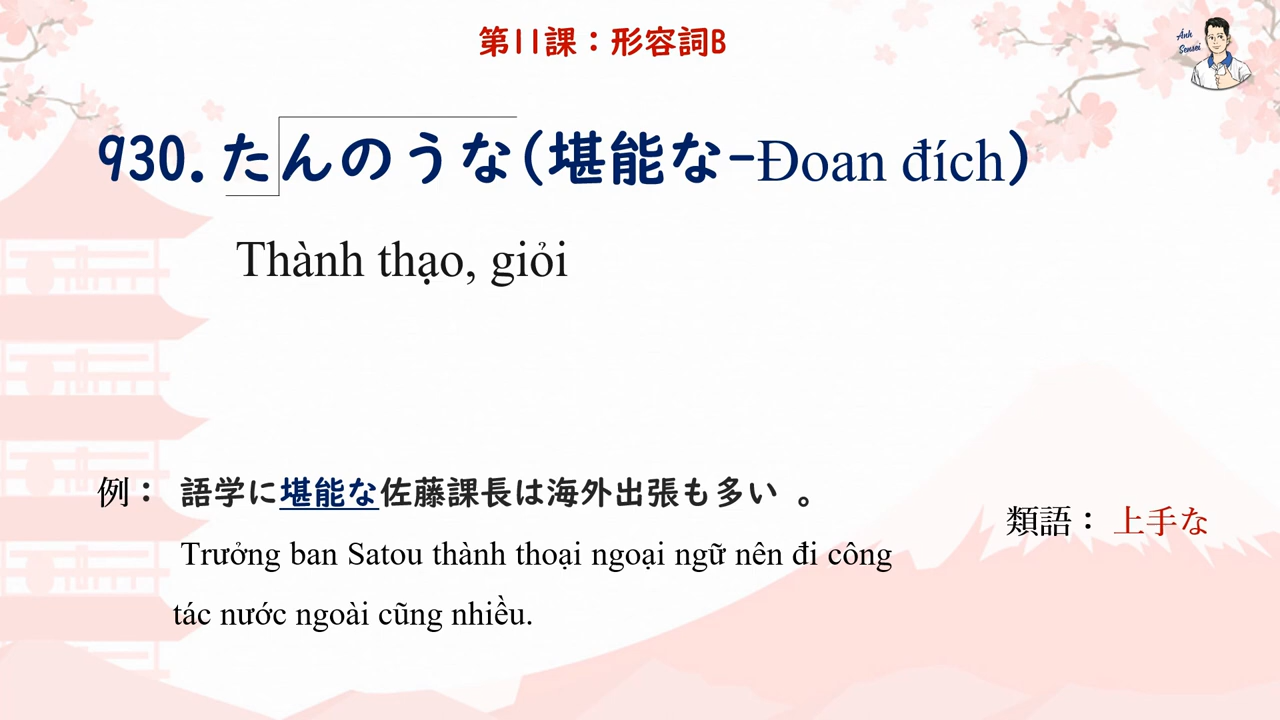 第11課：形容詞B
Anh
Sensei
930.たんのうな(堪能な-Đoan đích)
Thành thạo, giỏi
例： 語学に堪能な佐藤課長は海外出張も多い 。
Trưởng ban Satou thành thoại ngoại ngữ nên đi công
tác nước ngoài cũng nhiều.
類語： 上手な